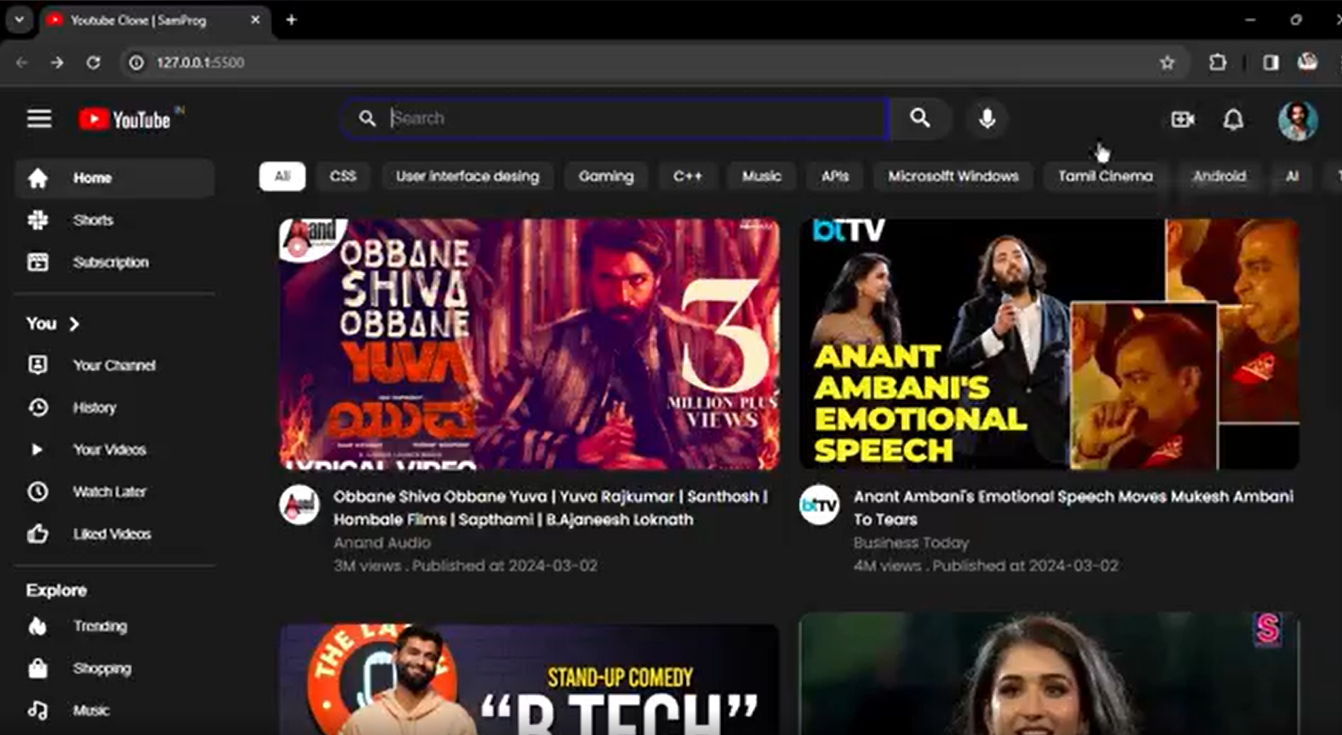 Youtube Clone | SamProg
127.0.0.1:5500
YouTube IN
Search
Home
Shorts
Subscription
You
Your Channel
History
Your Videos
Watch Later
Liked Videos
Explore
Trending
Shopping
Music
All CSS User interface desing Gaming C++ Music APIs Microsolft Windows Tamil Cinema Android AI
Anand
OBBANE
SHIVA
OBBANE
YUVA
ಯುವ
LYRICAL VIDEO
3
MILLION PLUS
VIEWS
Obbane Shiva Obbane Yuva | Yuva Rajkumar | Santhosh |
Hombale Films | Sapthami | B.Ajaneesh Loknath
Anand Audio
3M views . Published at 2024-03-02
btTV
ANANT
AMBANI'S
EMOTIONAL
SPEECH
btTV
Anant Ambani's Emotional Speech Moves Mukesh Ambani
To Tears
Business Today
4M views . Published at 2024-03-02
THE LA
STAND-UP COMEDY
"B.TECH"
S